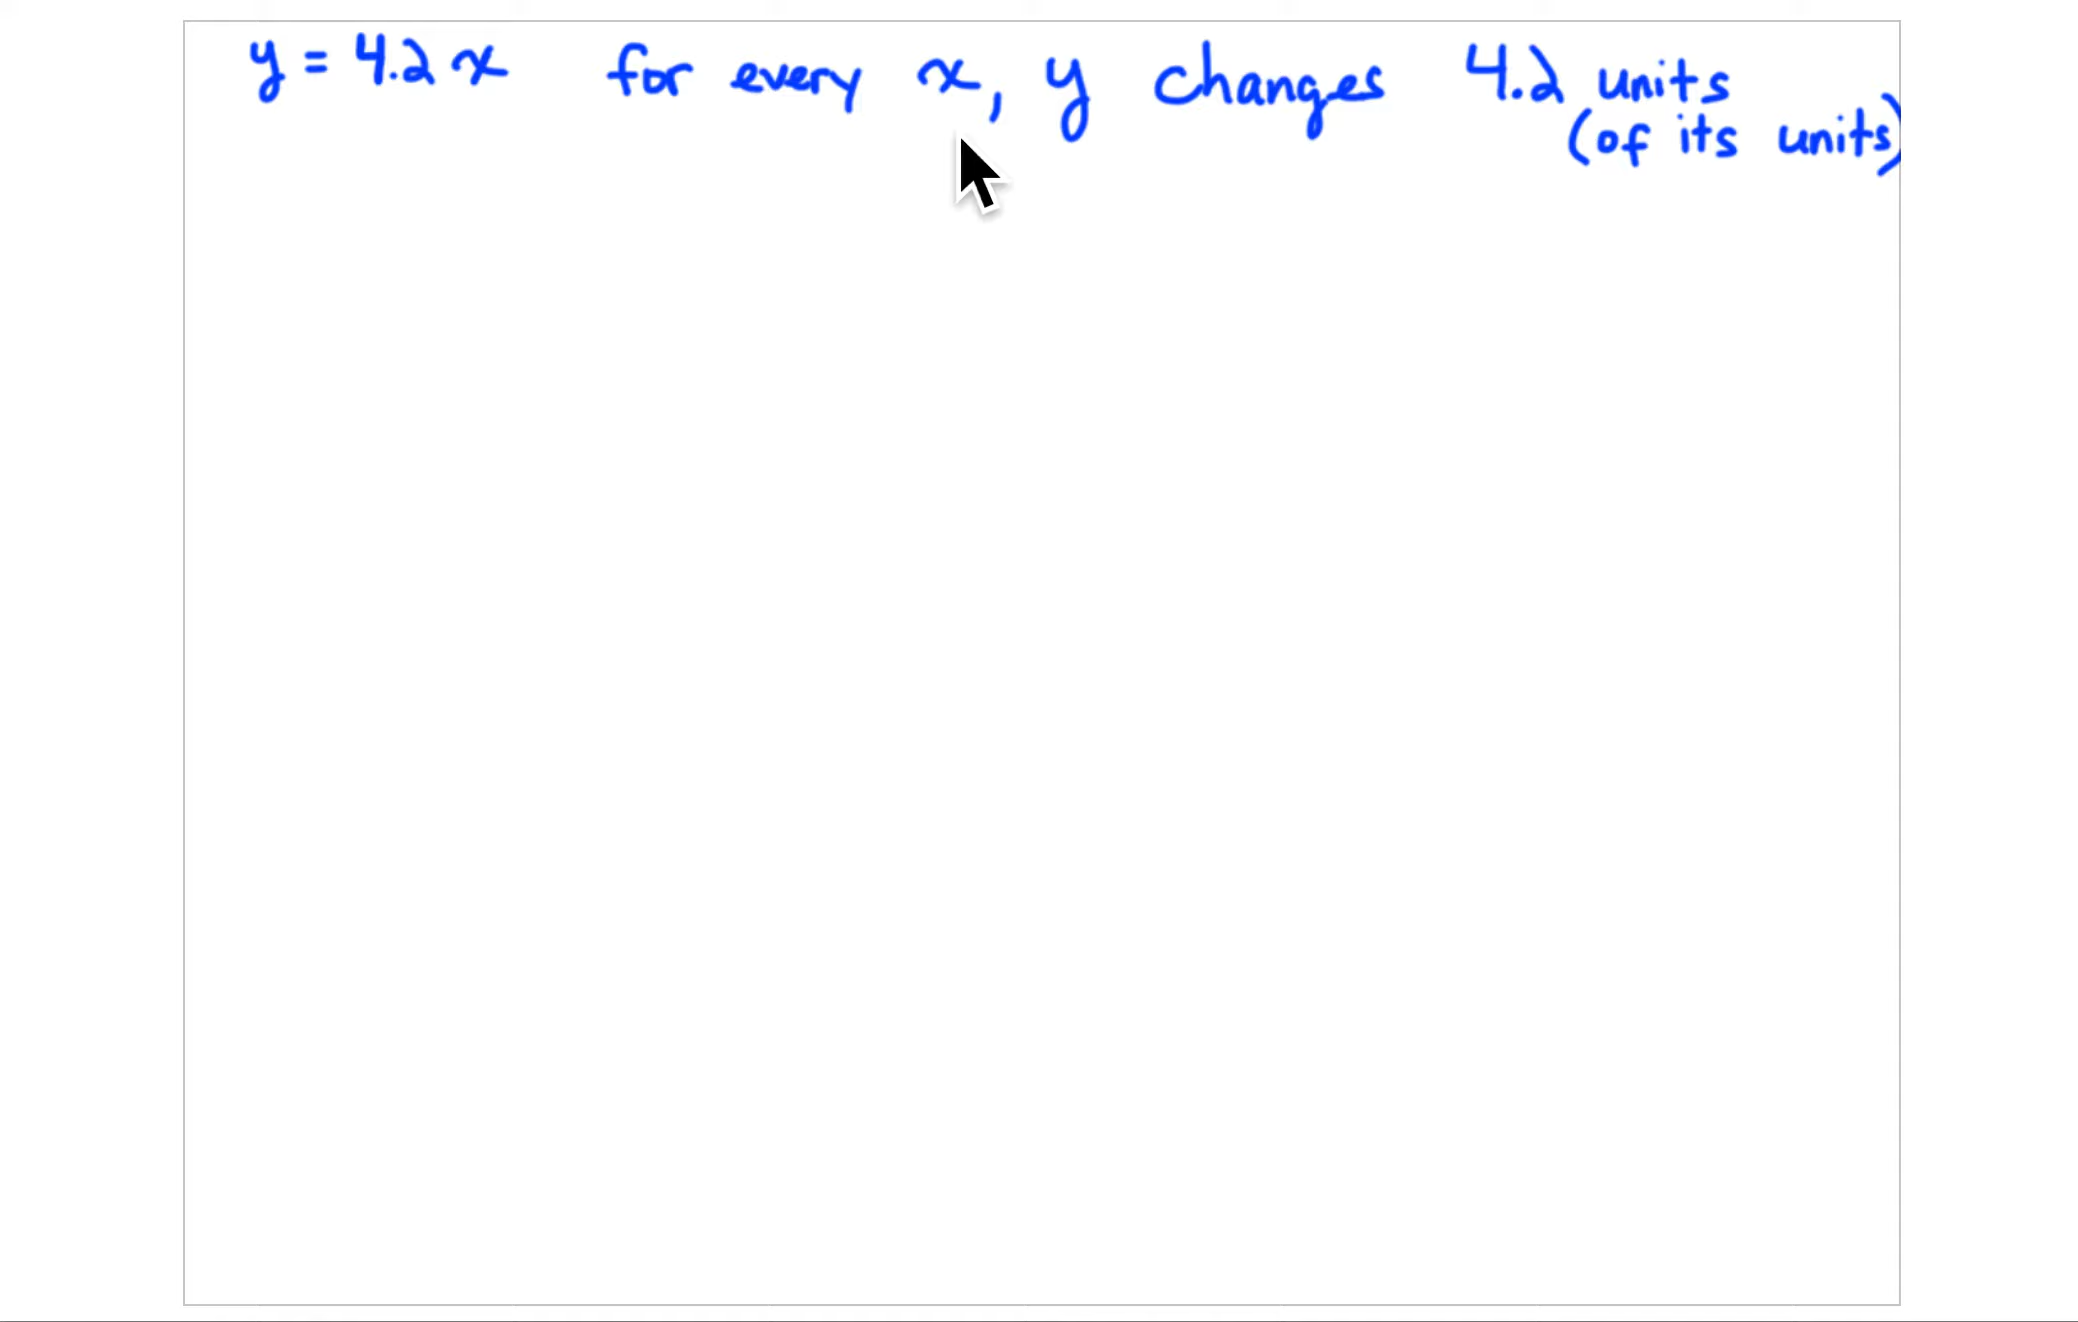 y = 4.2x for every x, y changes 4.2 units
(of its units)